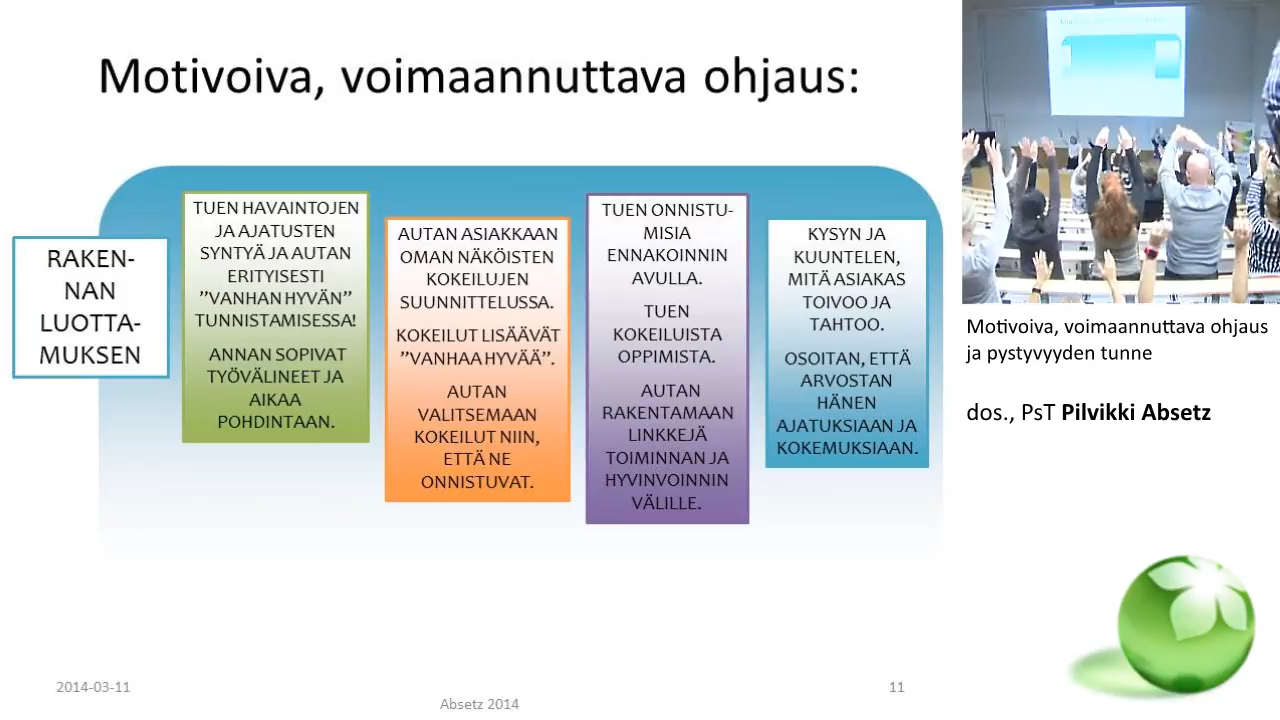 Motivoiva, voimaannuttava ohjaus:
RAKEN-
NAN
LUOTTA-
MUKSEN
TUEN HAVAINTOJEN
JA AJATUSTEN
SYNTYÄ JA AUTAN
ERITYISESTI
”VANHAN HYVÄN”
TUNNISTAMISESSA!
ANNAN SOPIVAT
TYÖVÄLINEET JA
AIKAA
POHDINTAAN.
AUTAN ASIAKKAAN
OMAN NÄKÖISTEN
KOKEILUJEN
SUUNNITTELUSSA.
KOKEILUT LISÄÄVÄT
”VANHAA HYVÄÄ”.
AUTAN
VALITSEMAAN
KOKEILUT NIIN,
ETTÄ NE
ONNISTUVAT.
TUEN ONNISTU-
MISIA
ENNAKOINNIN
AVULLA.
TUEN
KOKEILUISTA
OPPIMISTA.
AUTAN
RAKENTAMAAN
LINKKEJÄ
TOIMINNAN JA
HYVINVOINNIN
VÄLILLE.
KYSYN JA
KUUNTELEN,
MITÄ ASIAKAS
TOIVOO JA
TAHTOO.
OSOITAN, ETTÄ
ARVOSTAN
HÄNEN
AJATUKSIAAN JA
KOKEMUKSIAAN.
Motivoiva, voimaannuttava ohjaus
ja pystyvyyden tunne
dos., PsT Pilvikki Absetz
2014-03-11
Absetz 2014
11